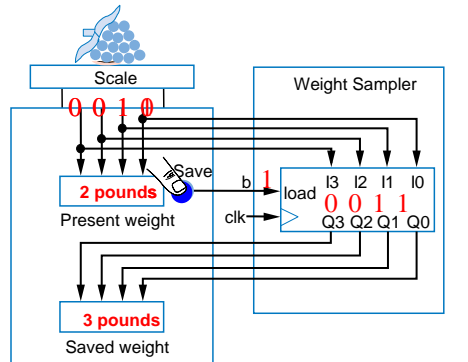 Scale
Weight Sampler
0 0 1
Save
b 1
I3 I2 I1 I0
load
2 pounds
0 0 1 1
Present weight
clk
Q3 Q2 Q1 Q0
3 pounds
Saved weight